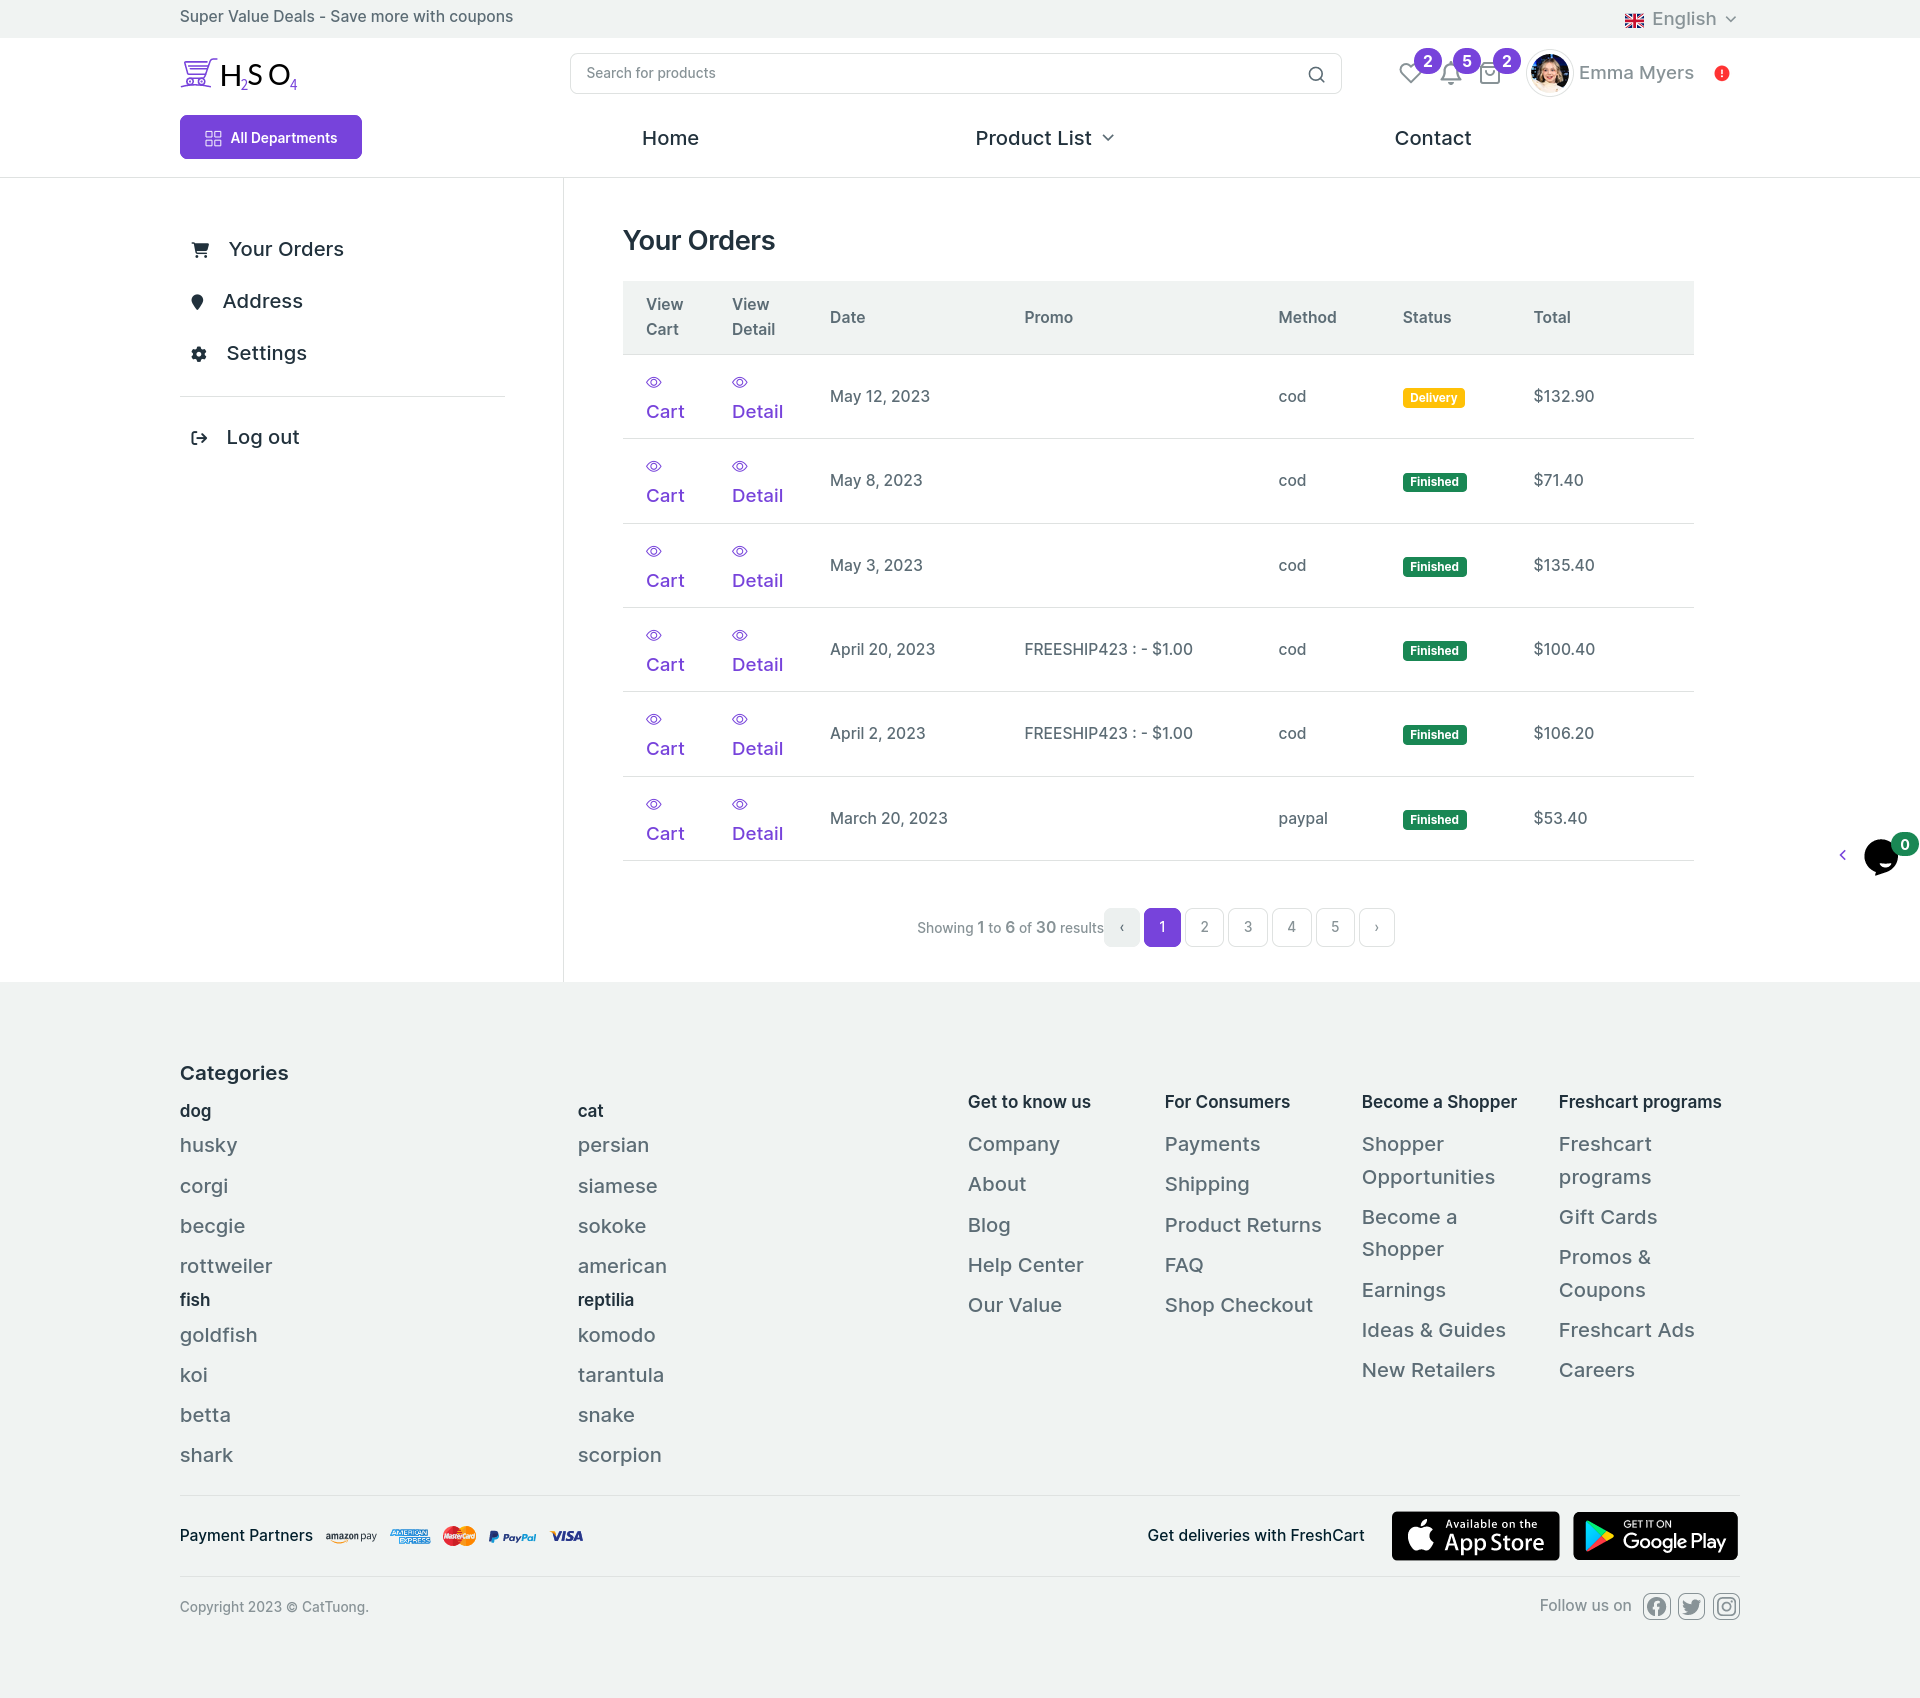 Super Value Deals - Save more with coupons
English
H2SO4
Search for products
2
5
2
Emma Myers
All Departments
Home
Product List
Contact
Your Orders
Address
Settings
Log out
Your Orders
View Cart View Detail Date Promo Method Status Total
Cart Detail May 12, 2023 cod Delivery $132.90
Cart Detail May 8, 2023 cod Finished $71.40
Cart Detail May 3, 2023 cod Finished $135.40
Cart Detail April 20, 2023 FREESHIP423 : - $1.00 cod Finished $100.40
Cart Detail April 2, 2023 FREESHIP423 : - $1.00 cod Finished $106.20
Cart Detail March 20, 2023 paypal Finished $53.40
0
Showing 1 to 6 of 30 results ‹ 1 2 3 4 5 ›
Categories
dog
husky
corgi
becgie
rottweiler
fish
goldfish
koi
betta
shark
cat
persian
siamese
sokoke
american
reptilia
komodo
tarantula
snake
scorpion
Get to know us
Company
About
Blog
Help Center
Our Value
For Consumers
Payments
Shipping
Product Returns
FAQ
Shop Checkout
Become a Shopper
Shopper
Opportunities
Become a
Shopper
Earnings
Ideas & Guides
New Retailers
Freshcart programs
Freshcart
programs
Gift Cards
Promos &
Coupons
Freshcart Ads
Careers
Payment Partners
amazon pay
AMERICAN EXPRESS
MasterCard
PayPal
VISA
Get deliveries with FreshCart
Available on the
App Store
GET IT ON
Google Play
Copyright 2023 © CatTuong.
Follow us on